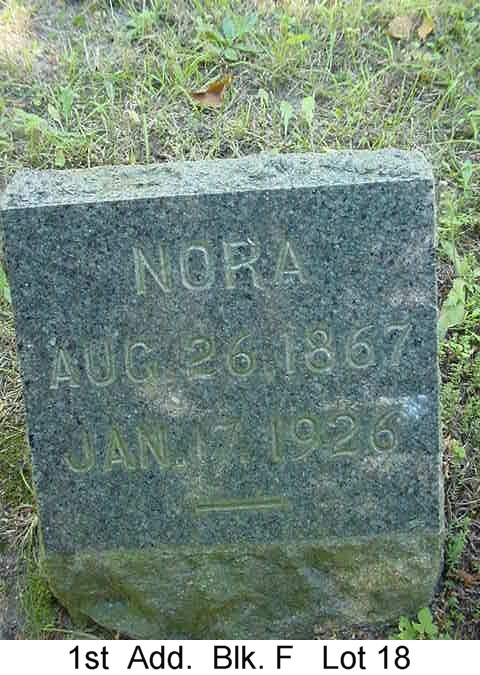 NORA
AUG. 26. 1867
JAN. 17. 1926
1st Add. Blk. F Lot 18